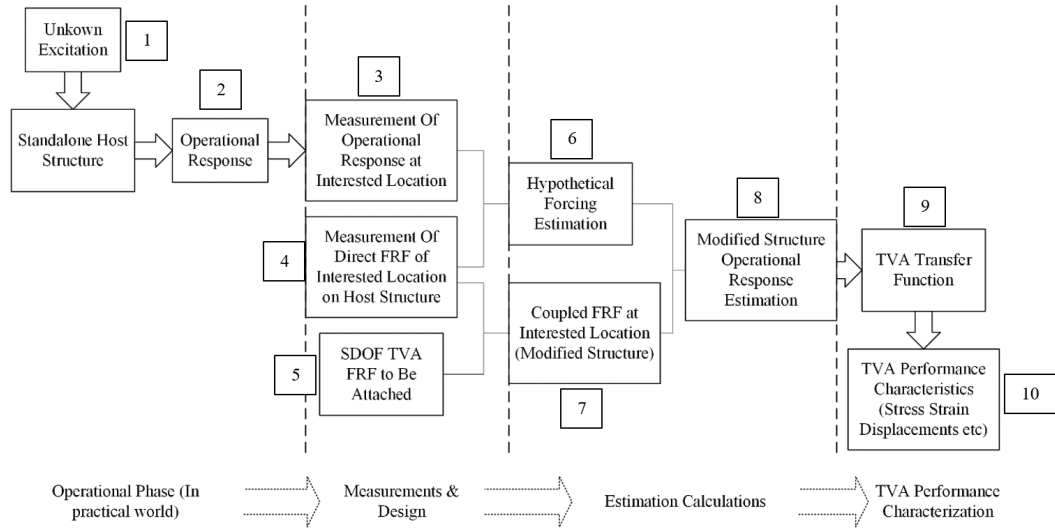 Unkown
Excitation
1
Standalone Host
Structure
2
Operational
Response
3
Measurement Of
Operational
Response at
Interested Location
4
Measurement Of
Direct FRF of
Interested Location
on Host Structure
5
SDOF TVA
FRF to Be
Attached
6
Hypothetical
Forcing
Estimation
Coupled FRF at
Interested Location
(Modified Structure)
7
8
Modified Structure
Operational
Response
Estimation
9
TVA Transfer
Function
TVA Performance
Characteristics
(Stress Strain
Displacements etc)
10
Operational Phase (In
practical world)
Measurements &
Design
Estimation Calculations
TVA Performance
Characterization